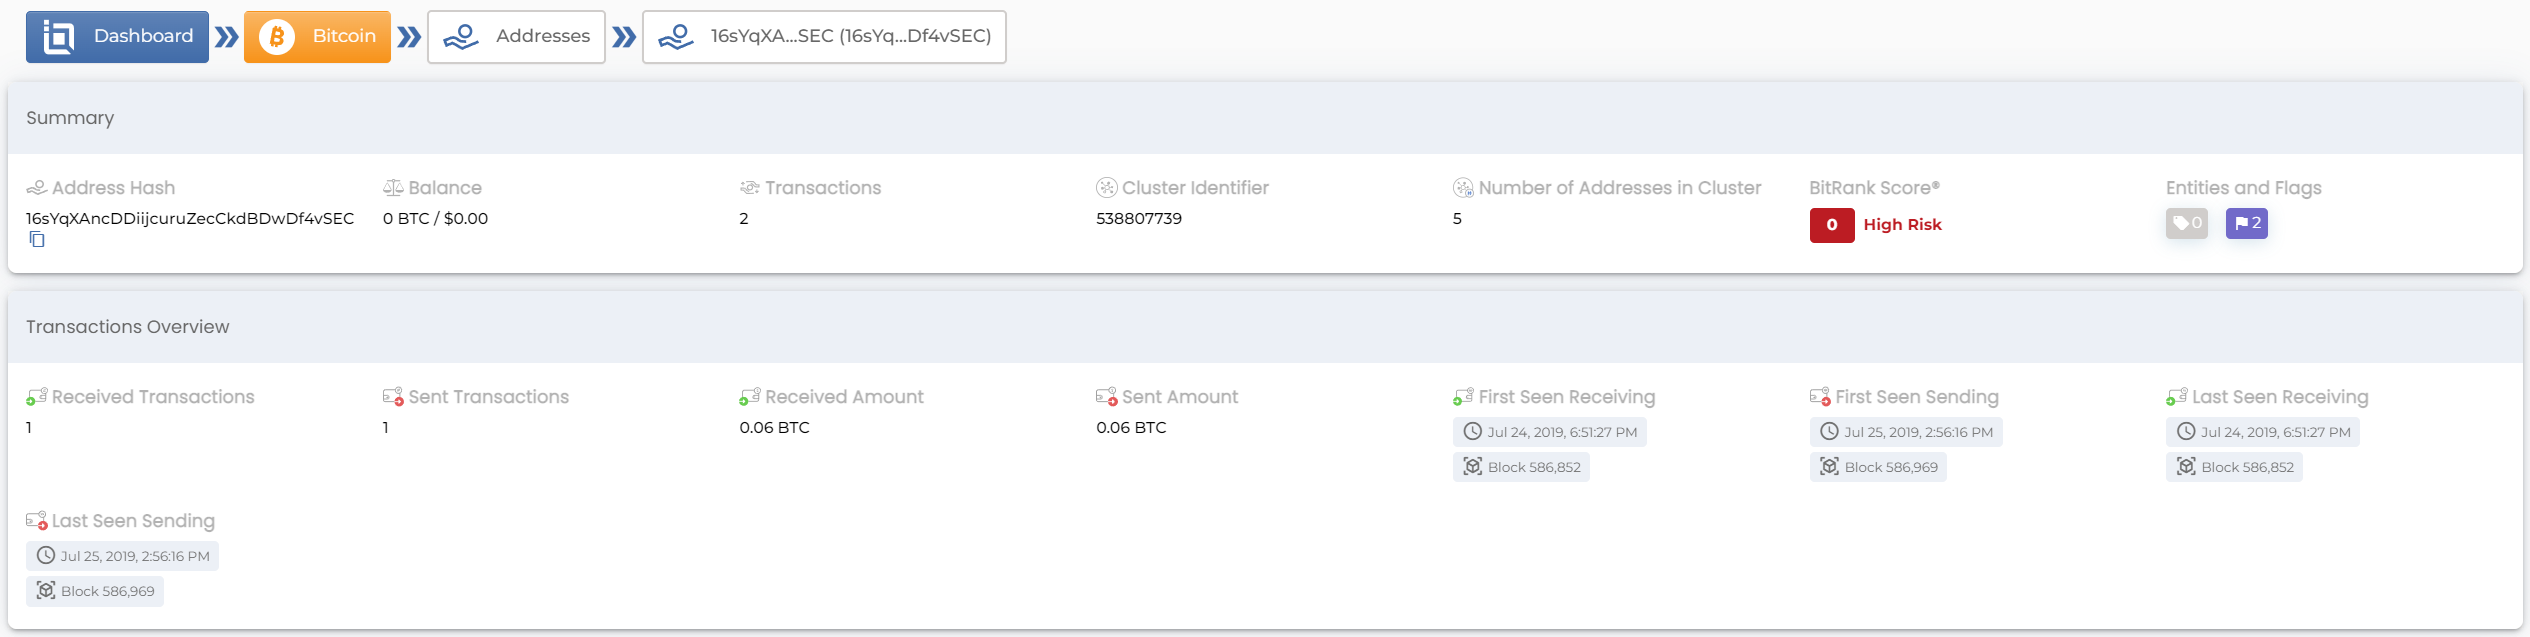 Dashboard
Bitcoin
Addresses
16sYqXA...SEC (16sYq...Df4vSEC)
Summary
Address Hash
16sYqXAncDDiijcuruZecCkdBDwDf4vSEC
Balance
0 BTC / $0.00
Transactions
2
Cluster Identifier
538807739
Number of Addresses in Cluster
5
BitRank Score®
0 High Risk
Entities and Flags
0 2
Transactions Overview
Received Transactions
1
Sent Transactions
1
Received Amount
0.06 BTC
Sent Amount
0.06 BTC
First Seen Receiving
Jul 24, 2019, 6:51:27 PM
Block 586,852
First Seen Sending
Jul 25, 2019, 2:56:16 PM
Block 586,969
Last Seen Receiving
Jul 24, 2019, 6:51:27 PM
Block 586,852
Last Seen Sending
Jul 25, 2019, 2:56:16 PM
Block 586,969